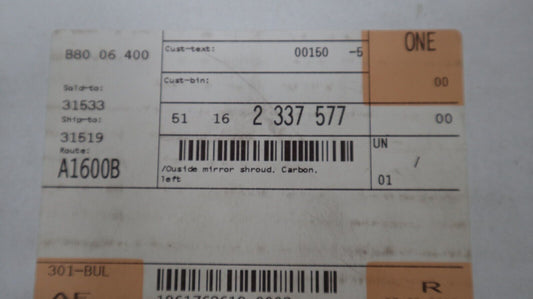 880 06 400
Cust-text: 00150 -5
ONE
Cust-bin:
00
Sold-to:
31533
Ship-to:
31519
51 16 2 337 577
00
Route:
A1600B
/Ouside mirror shroud. Carbon.
left
UN
/
01
301-BUL
R